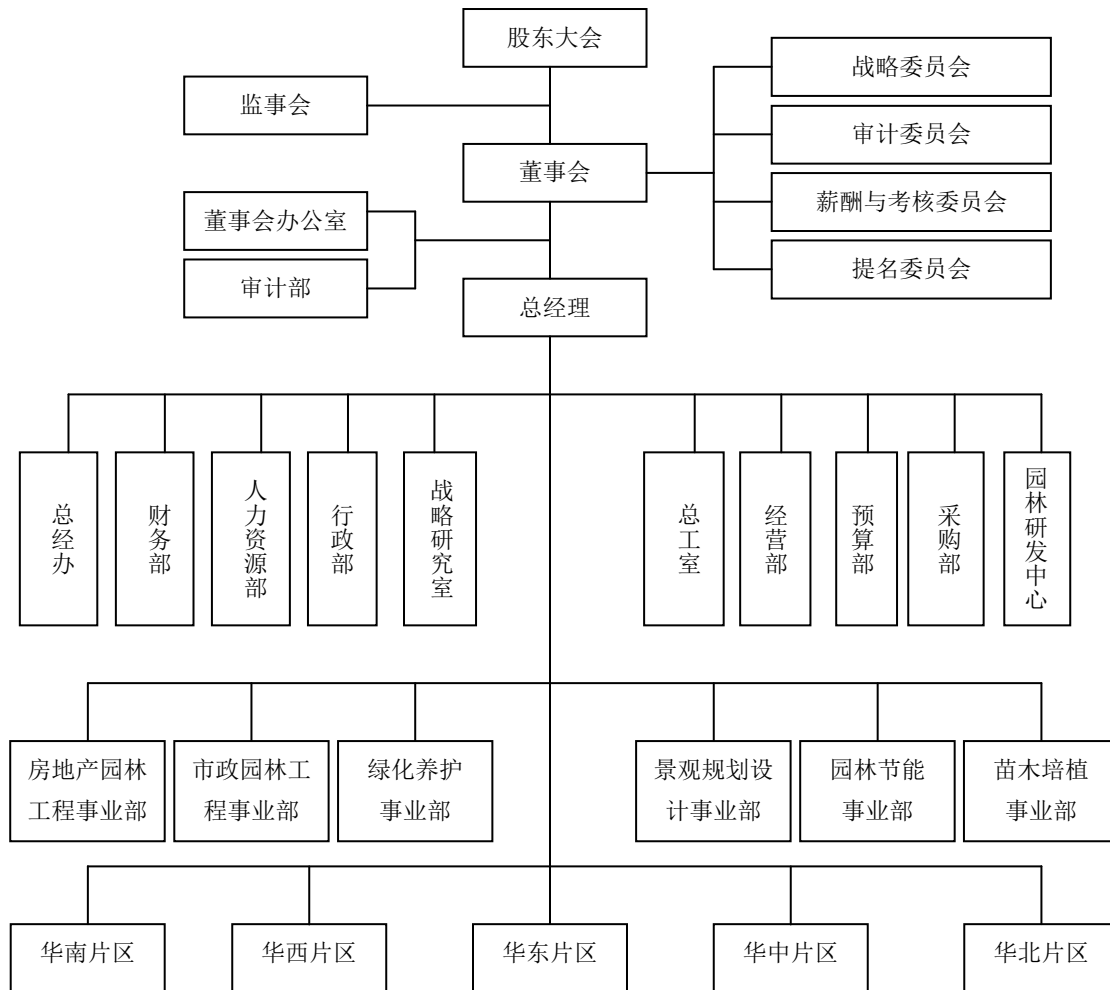 股东大会
战略委员会
监事会
审计委员会
董事会
薪酬与考核委员会
董事会办公室
提名委员会
审计部
总经理
总经办
财务部
人力资源部
行政部
战略研究室
总工室
经营部
预算部
采购部
园林研发中心
房地产园林
工程事业部
市政园林工
程事业部
绿化养护
事业部
景观规划设
计事业部
园林节能
事业部
苗木培植
事业部
华南片区
华西片区
华东片区
华中片区
华北片区